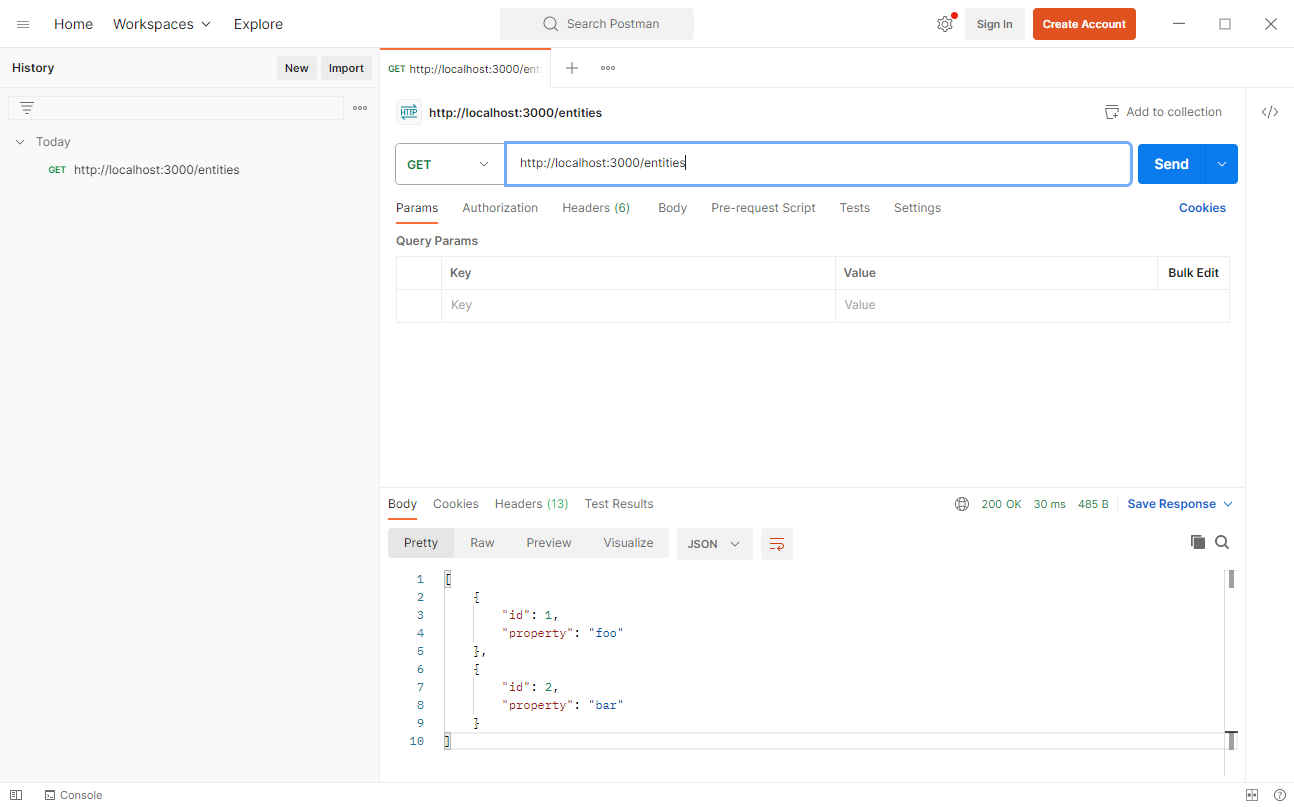 Home Workspaces Explore Search Postman Sign In Create Account
History New Import
GET http://localhost:3000/ent
Today
GET http://localhost:3000/entities
HTTP http://localhost:3000/entities Add to collection </>
GET http://localhost:3000/entities Send
Params Authorization Headers (6) Body Pre-request Script Tests Settings Cookies
Query Params
Key Value Bulk Edit
Key Value
Body Cookies Headers (13) Test Results 200 OK 30 ms 485 B Save Response
Pretty Raw Preview Visualize JSON
1 [
2 {
3 "id": 1,
4 "property": "foo"
5 },
6 {
7 "id": 2,
8 "property": "bar"
9 }
10 ]
Console